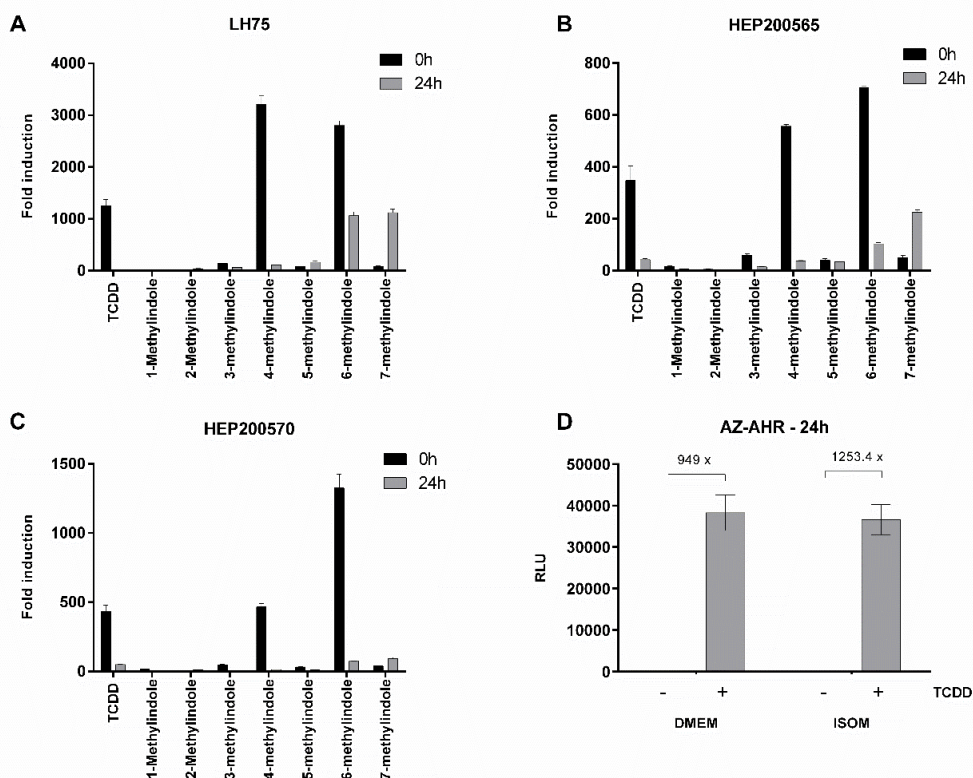 A
LH75
Fold induction
4000
3000
2000
1000
0
0h
24h
TCDD
1-Methylindole
2-Methylindole
3-methylindole
4-methylindole
5-methylindole
6-methylindole
7-methylindole
B
HEP200565
Fold induction
800
600
400
200
0
0h
24h
TCDD
1-Methylindole
2-Methylindole
3-methylindole
4-methylindole
5-methylindole
6-methylindole
7-methylindole
C
HEP200570
Fold induction
1500
1000
500
0
0h
24h
TCDD
1-Methylindole
2-Methylindole
3-methylindole
4-methylindole
5-methylindole
6-methylindole
7-methylindole
D
AZ-AHR - 24h
949 x
1253.4 x
RLU
50000
40000
30000
20000
10000
0
- + - + TCDD
DMEM ISOM